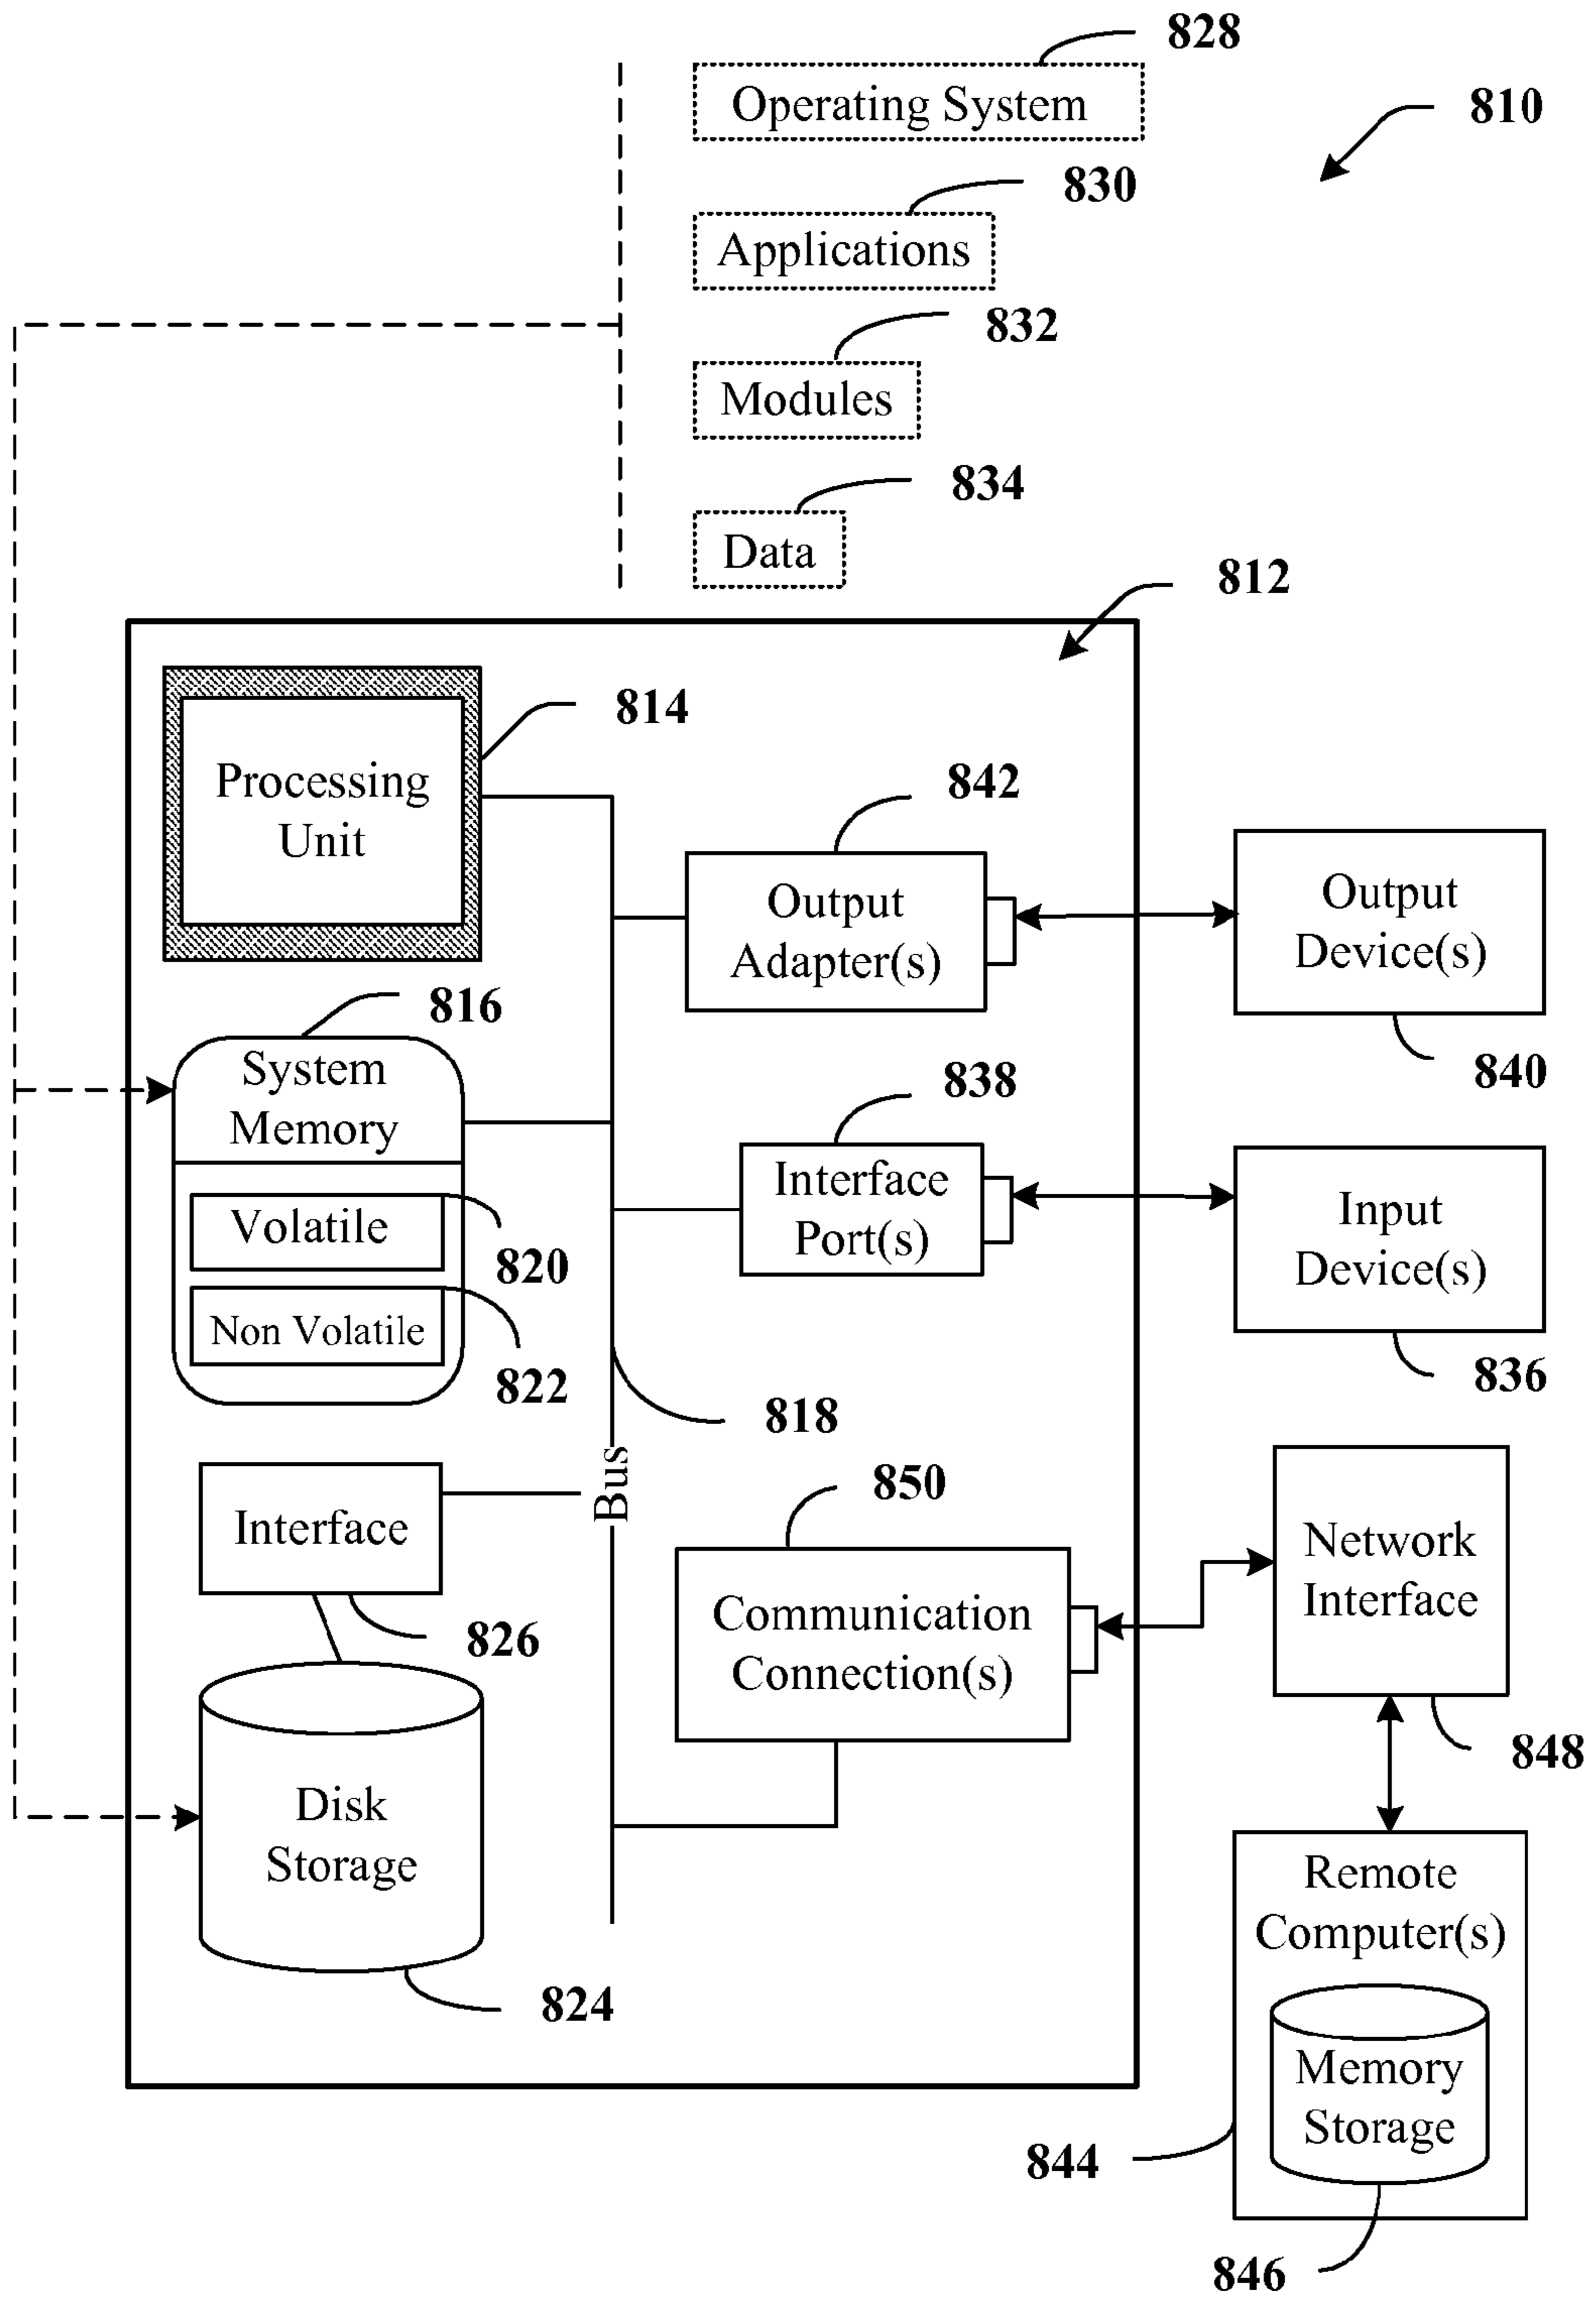 828
Operating System
810
830
Applications
832
Modules
834
Data
812
814
Processing
Unit
842
Output
Adapter(s)
Output
Device(s)
840
816
System
Memory
838
Interface
Port(s)
Input
Device(s)
836
Volatile
820
Non Volatile
822
818
Bus
850
Interface
826
Communication
Connection(s)
Network
Interface
848
Disk
Storage
824
Remote
Computer(s)
Memory
Storage
844
846